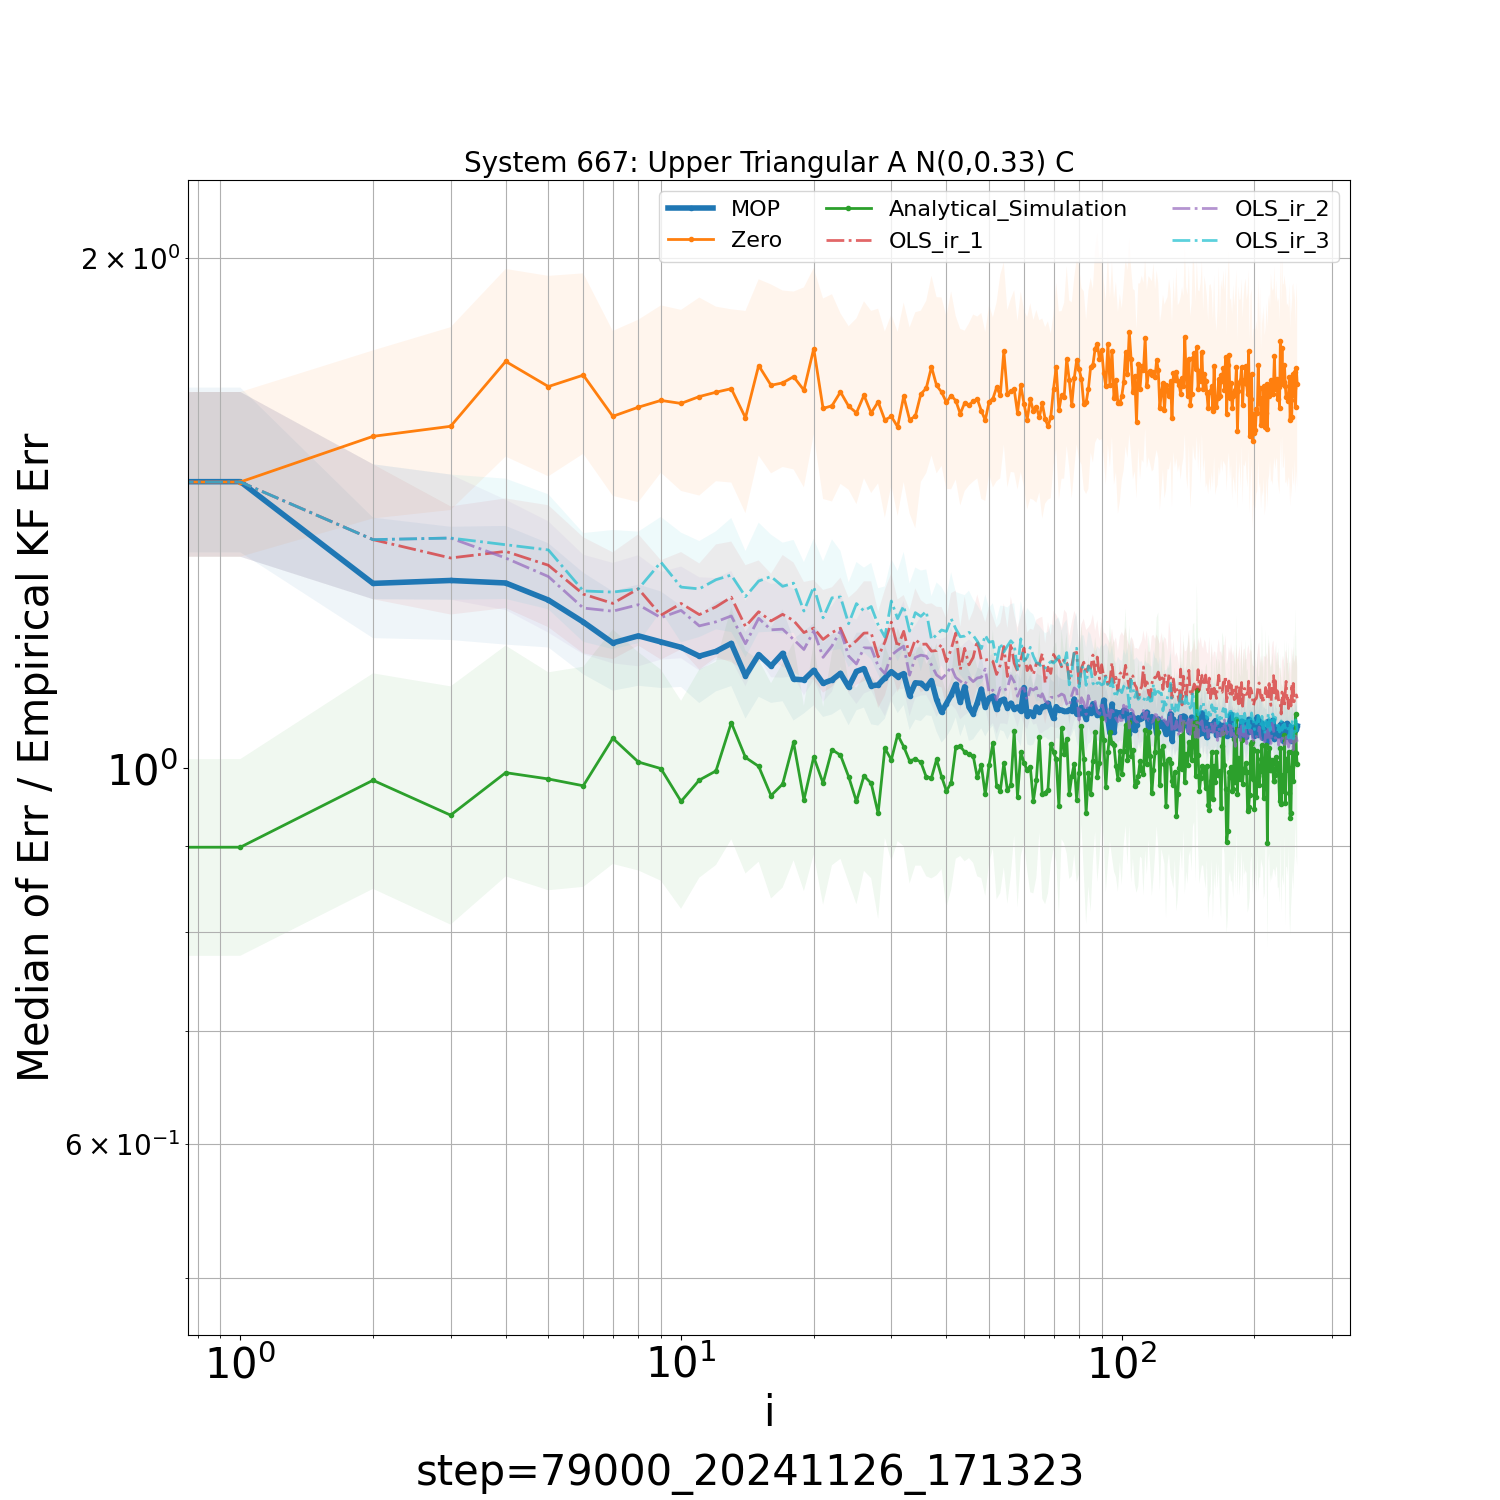 System 667: Upper Triangular A N(0,0.33) C
MOP
Zero
Analytical_Simulation
OLS_ir_1
OLS_ir_2
OLS_ir_3
Median of Err / Empirical KF Err
2 × 10⁰
10⁰
6 × 10⁻¹
10⁰
10¹
10²
i
step=79000_20241126_171323